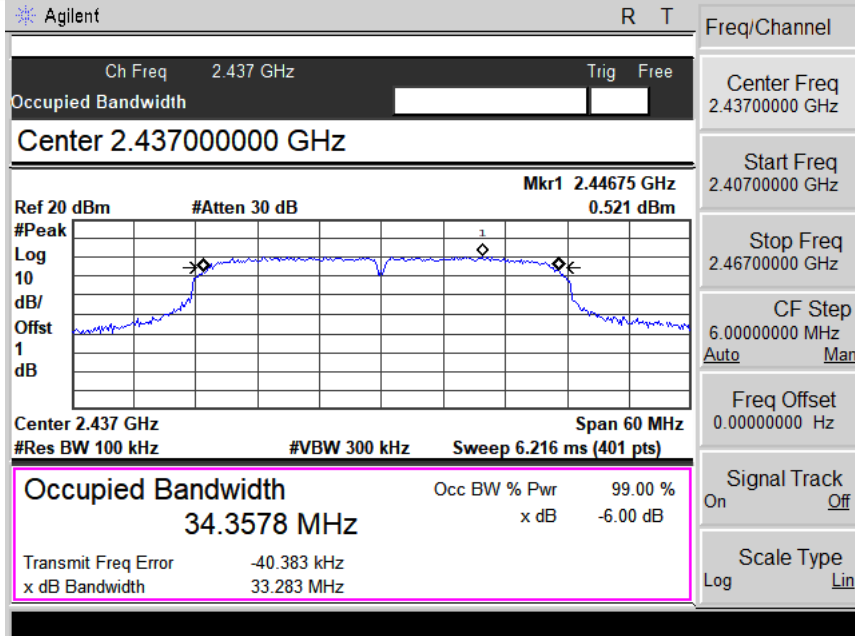 Agilent R T
Ch Freq 2.437 GHz Trig Free
Occupied Bandwidth
Center 2.437000000 GHz
Mkr1 2.44675 GHz
Ref 20 dBm #Atten 30 dB 0.521 dBm
#Peak
Log
10
dB/
Offst
1
dB
1
Center 2.437 GHz Span 60 MHz
#Res BW 100 kHz #VBW 300 kHz Sweep 6.216 ms (401 pts)
Occupied Bandwidth Occ BW % Pwr 99.00 %
34.3578 MHz x dB -6.00 dB
Transmit Freq Error -40.383 kHz
x dB Bandwidth 33.283 MHz
Freq/Channel
Center Freq
2.43700000 GHz
Start Freq
2.40700000 GHz
Stop Freq
2.46700000 GHz
CF Step
6.00000000 MHz
Auto Man
Freq Offset
0.00000000 Hz
Signal Track
On Off
Scale Type
Log Lin